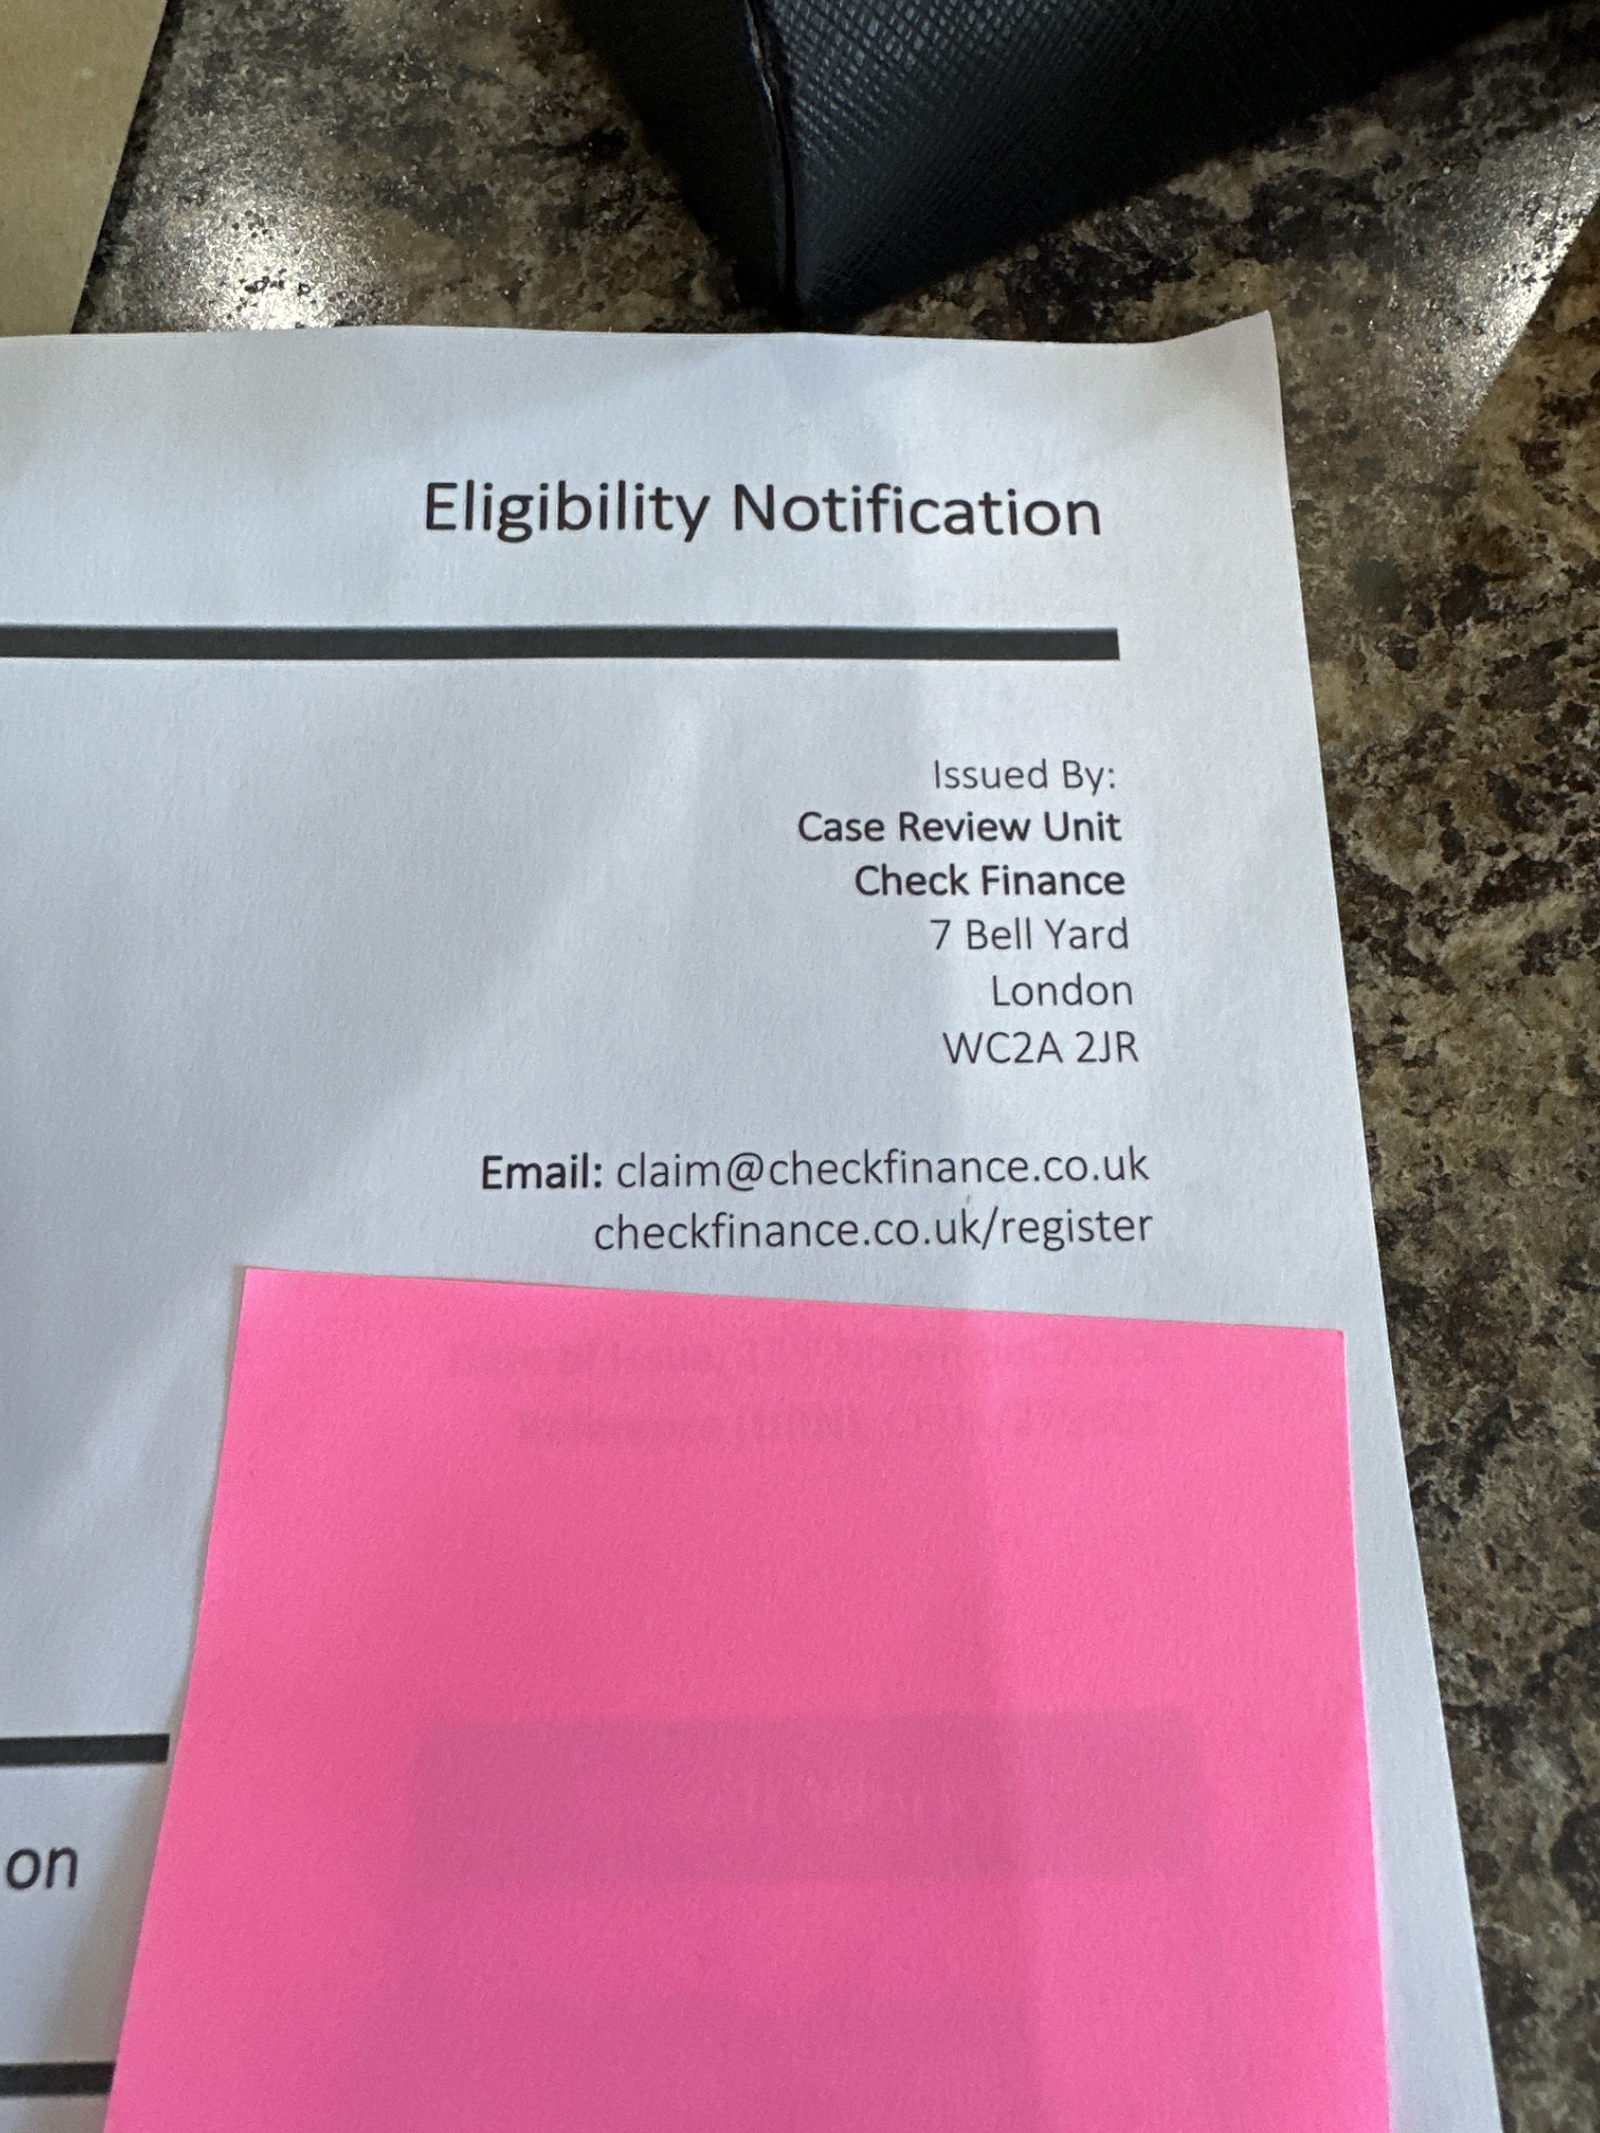 Eligibility Notification
Issued By:
Case Review Unit
Check Finance
7 Bell Yard
London
WC2A 2JR
Email: claim@checkfinance.co.uk
checkfinance.co.uk/register
on